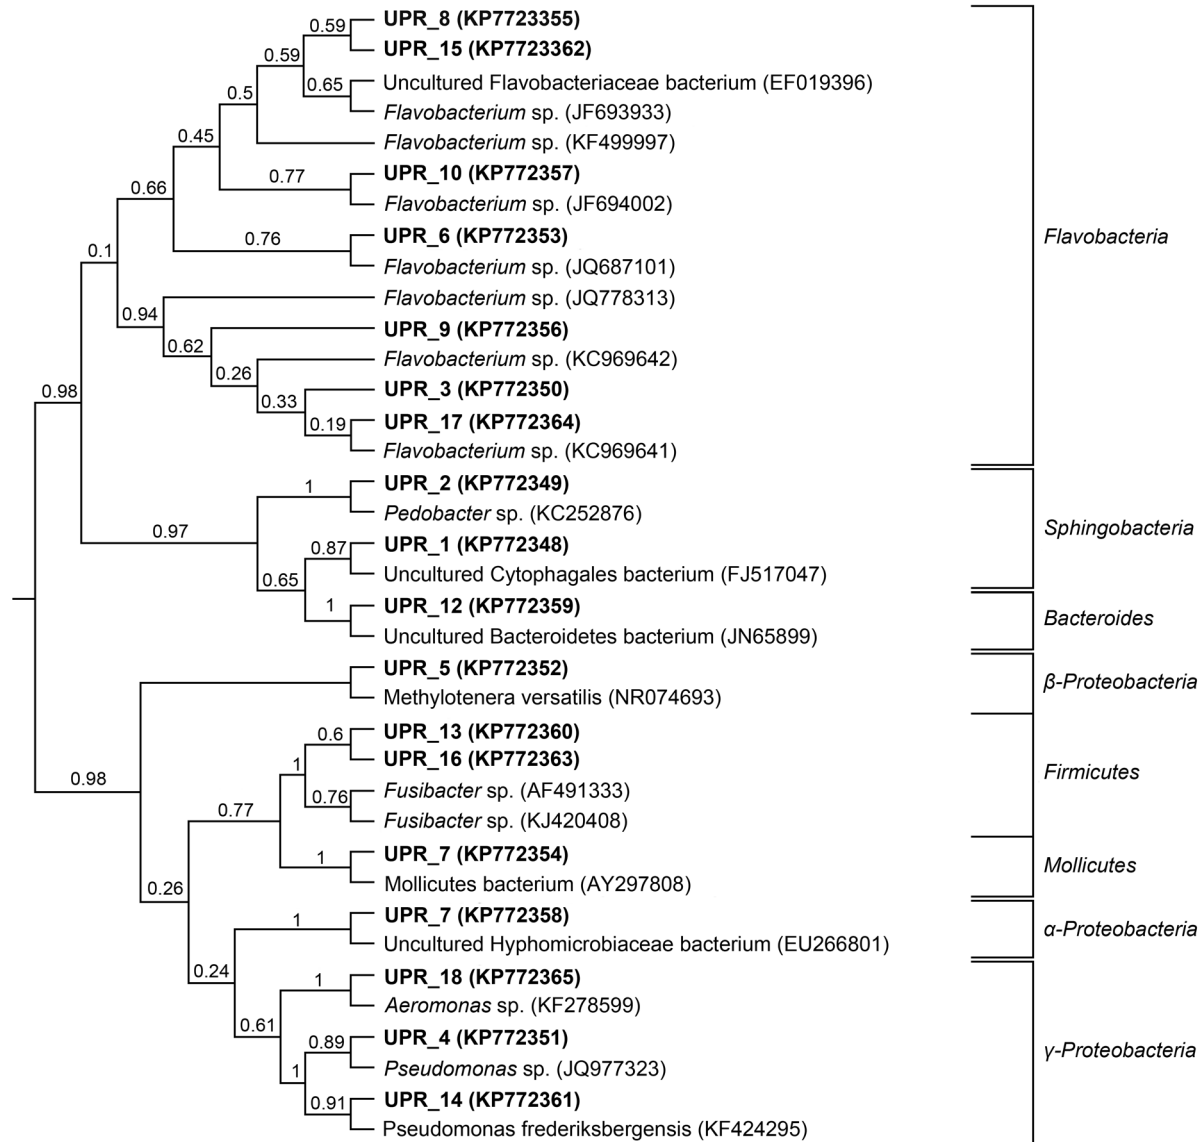 0.59
UPR_8 (KP7723355)
UPR_15 (KP7723362)
0.59
0.65
Uncultured Flavobacteriaceae bacterium (EF019396)
0.5
Flavobacterium sp. (JF693933)
0.45
Flavobacterium sp. (KF499997)
0.77
UPR_10 (KP772357)
0.66
Flavobacterium sp. (JF694002)
0.76
UPR_6 (KP772353)
Flavobacteria
0.1
Flavobacterium sp. (JQ687101)
Flavobacterium sp. (JQ778313)
0.94
UPR_9 (KP772356)
0.62
Flavobacterium sp. (KC969642)
0.26
UPR_3 (KP772350)
0.98
0.33
UPR_17 (KP772364)
0.19
Flavobacterium sp. (KC969641)
1
UPR_2 (KP772349)
Pedobacter sp. (KC252876)
Sphingobacteria
0.97
0.87
UPR_1 (KP772348)
0.65
Uncultured Cytophagales bacterium (FJ517047)
1
UPR_12 (KP772359)
Bacteroides
Uncultured Bacteroidetes bacterium (JN65899)
UPR_5 (KP772352)
β-Proteobacteria
Methylotenera versatilis (NR074693)
0.6
UPR_13 (KP772360)
UPR_16 (KP772363)
1
Firmicutes
0.98
0.76
Fusibacter sp. (AF491333)
0.77
Fusibacter sp. (KJ420408)
1
UPR_7 (KP772354)
Mollicutes
0.26
Mollicutes bacterium (AY297808)
1
UPR_7 (KP772358)
α-Proteobacteria
Uncultured Hyphomicrobiaceae bacterium (EU266801)
0.24
1
UPR_18 (KP772365)
Aeromonas sp. (KF278599)
0.61
0.89
UPR_4 (KP772351)
γ-Proteobacteria
1
Pseudomonas sp. (JQ977323)
0.91
UPR_14 (KP772361)
Pseudomonas frederiksbergensis (KF424295)